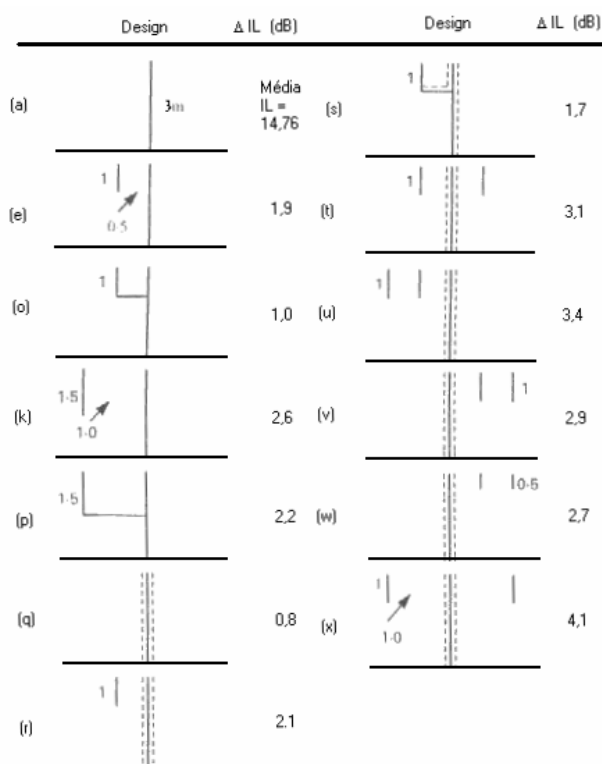 Design Δ IL (dB)
(a) 3m Média
IL =
14,76
(e) 1 0·5 1,9
(o) 1 1,0
(k) 1·5 1·0 2,6
(p) 1·5 2,2
(q) 0,8
(r) 1 2.1
Design Δ IL (dB)
(s) 1 1,7
(t) 1 3,1
(u) 1 3,4
(v) 1 2,9
(w) 0·5 2,7
(x) 1 1·0 4,1